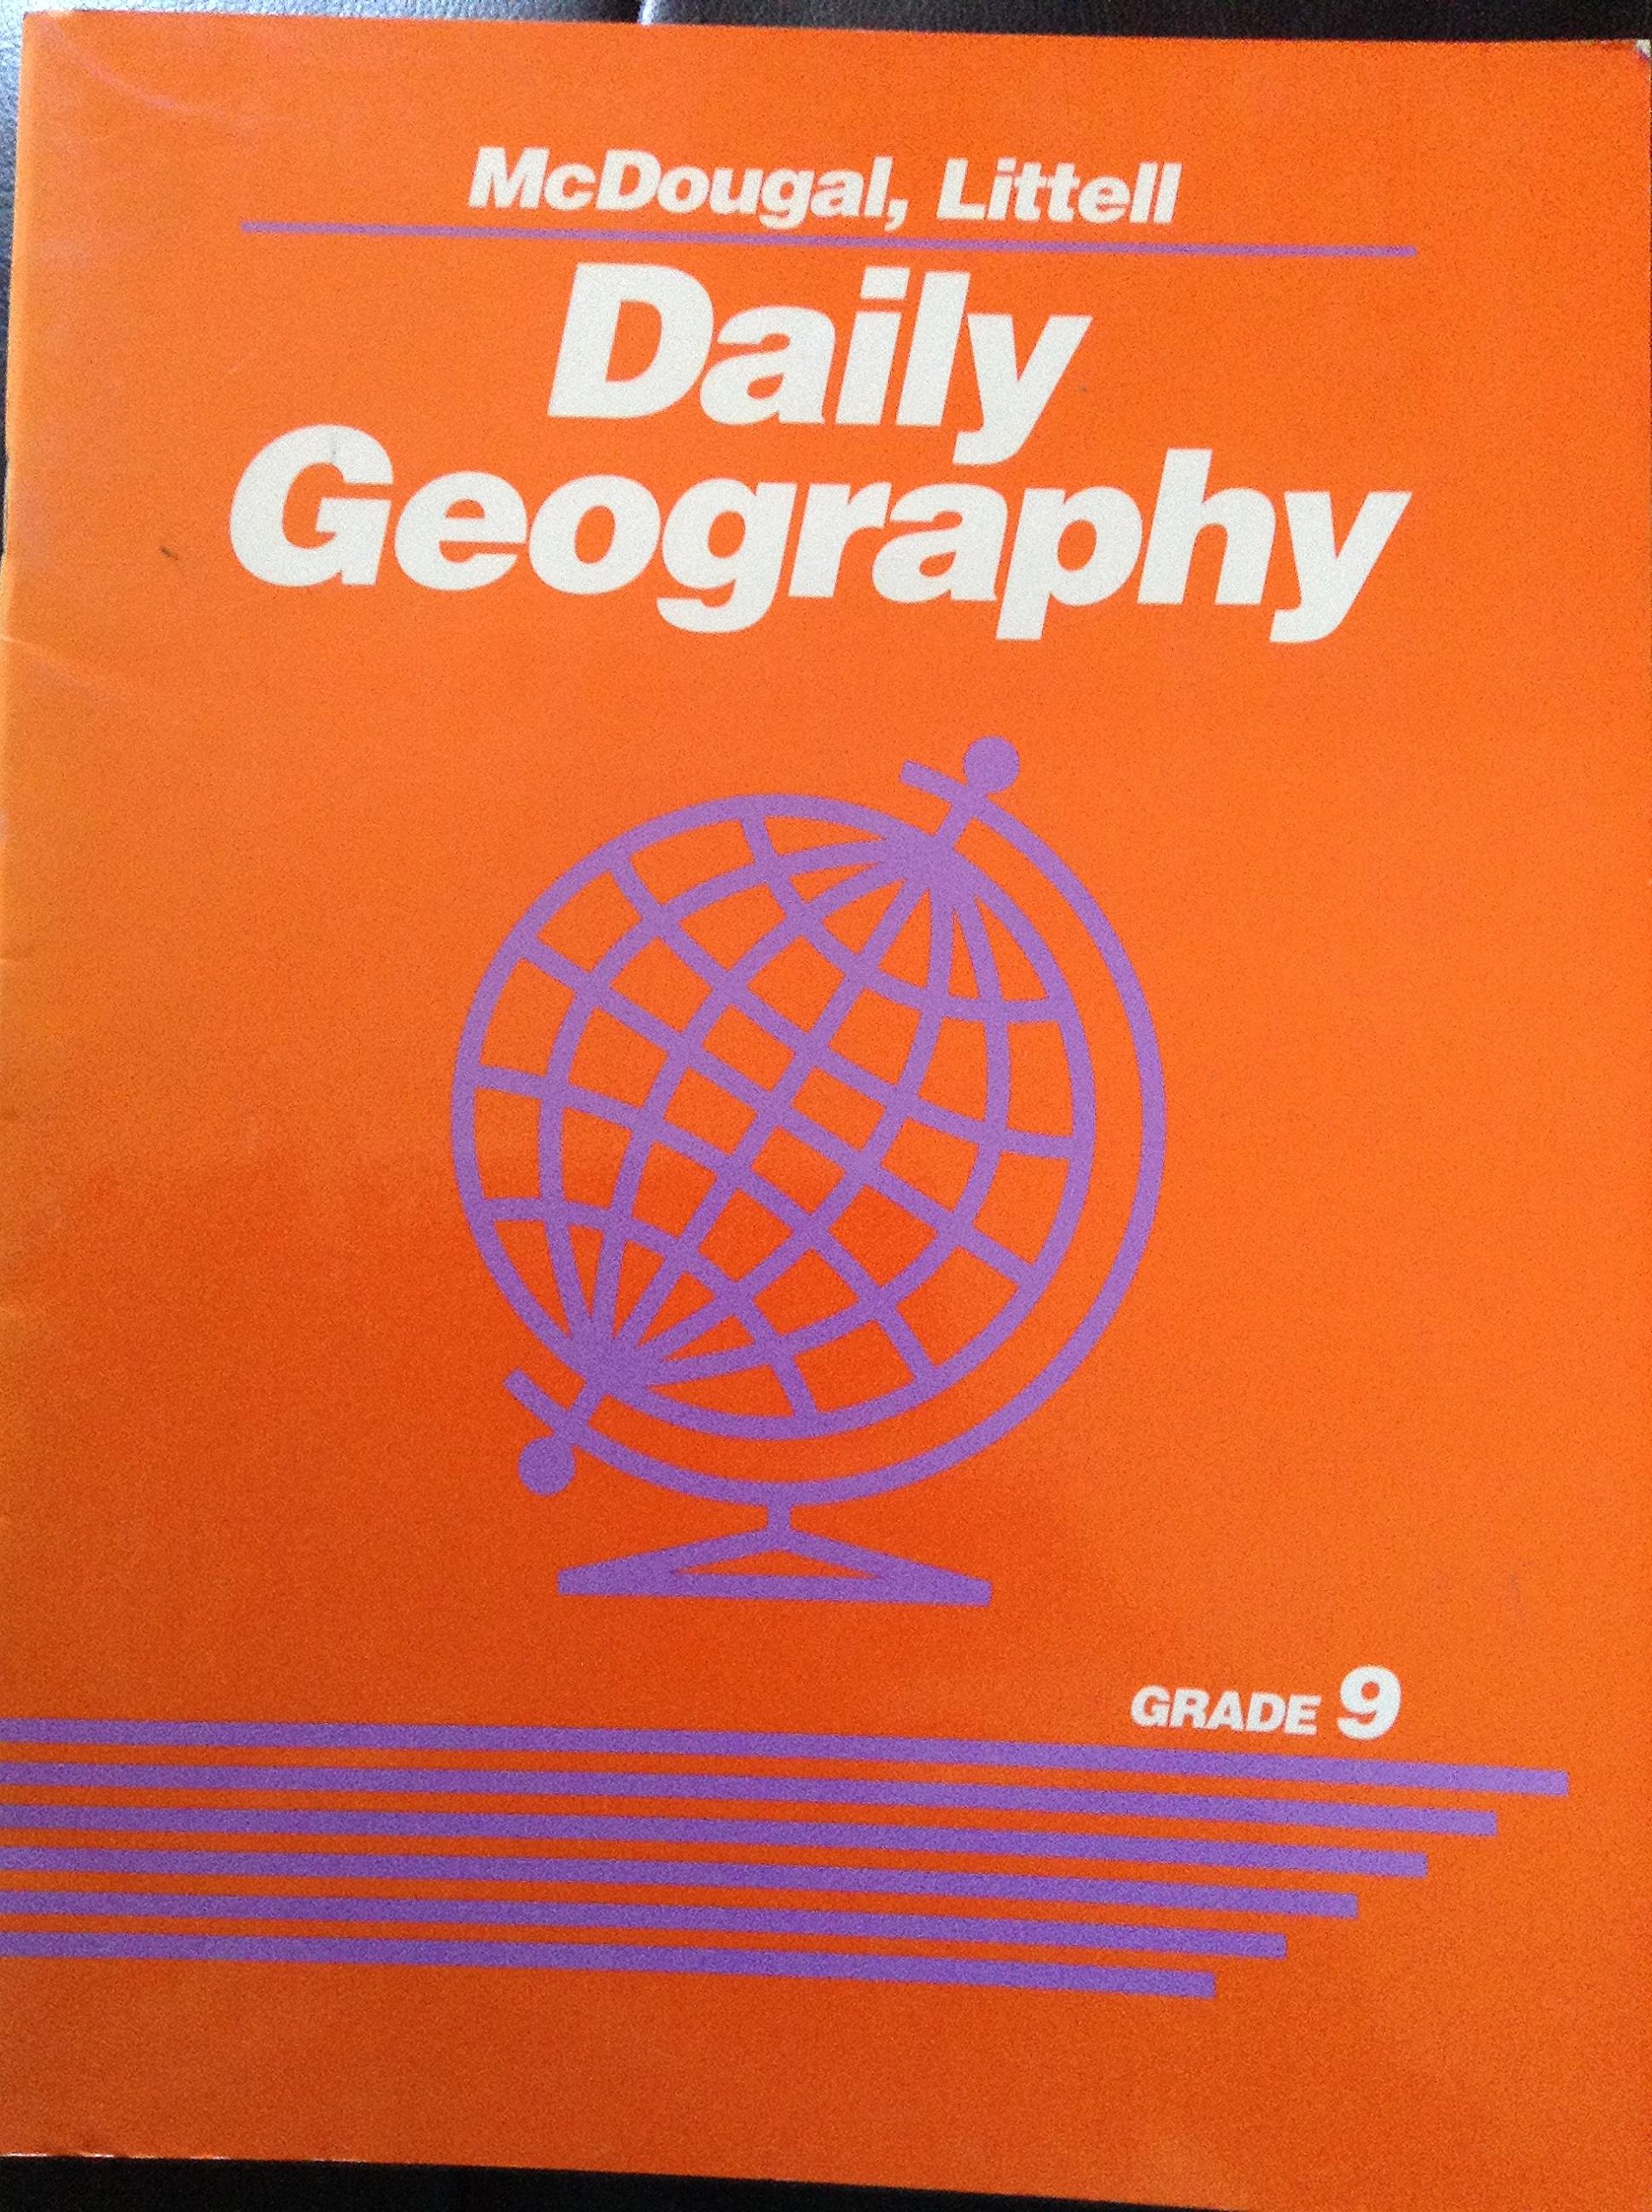 McDougal, Littell
Daily
Geography
GRADE 9